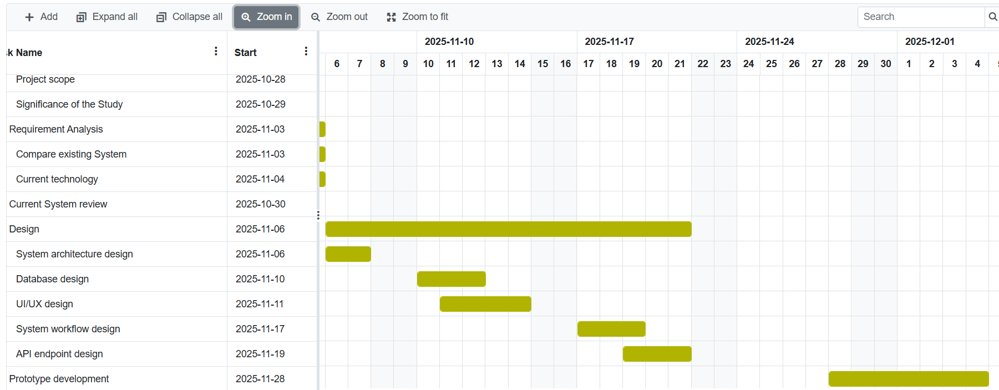 Add Expand all Collapse all Zoom in Zoom out Zoom to fit Search
k Name Start 2025-11-10 2025-11-17 2025-11-24 2025-12-01
6 7 8 9 10 11 12 13 14 15 16 17 18 19 20 21 22 23 24 25 26 27 28 29 30 1 2 3 4
Project scope 2025-10-28
Significance of the Study 2025-10-29
Requirement Analysis 2025-11-03
Compare existing System 2025-11-03
Current technology 2025-11-04
Current System review 2025-10-30
Design 2025-11-06
System architecture design 2025-11-06
Database design 2025-11-10
UI/UX design 2025-11-11
System workflow design 2025-11-17
API endpoint design 2025-11-19
Prototype development 2025-11-28